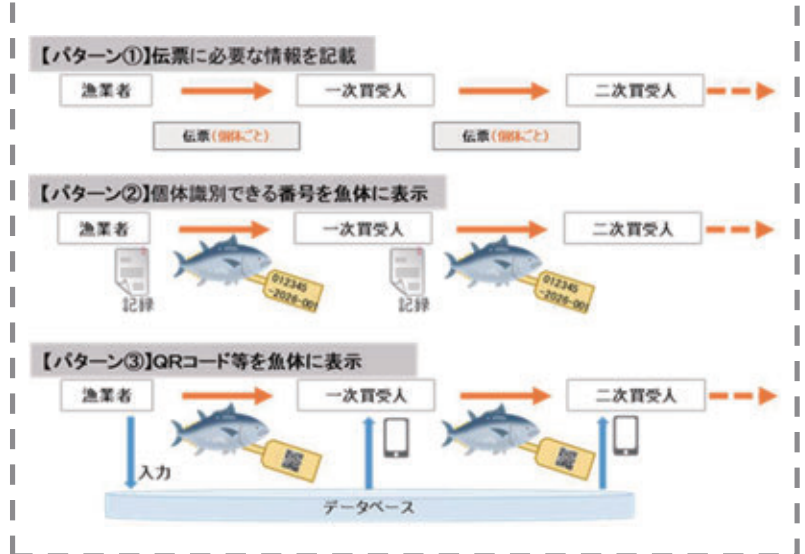 【パターン①】伝票に必要な情報を記載
漁業者
一次買受人
二次買受人
伝票(個体ごと)
伝票(個体ごと)
【パターン②】個体識別できる番号を魚体に表示
漁業者
一次買受人
二次買受人
記録
012345
-2026-001
記録
012345
-2026-001
【パターン③】QRコード等を魚体に表示
漁業者
一次買受人
二次買受人
入力
データベース